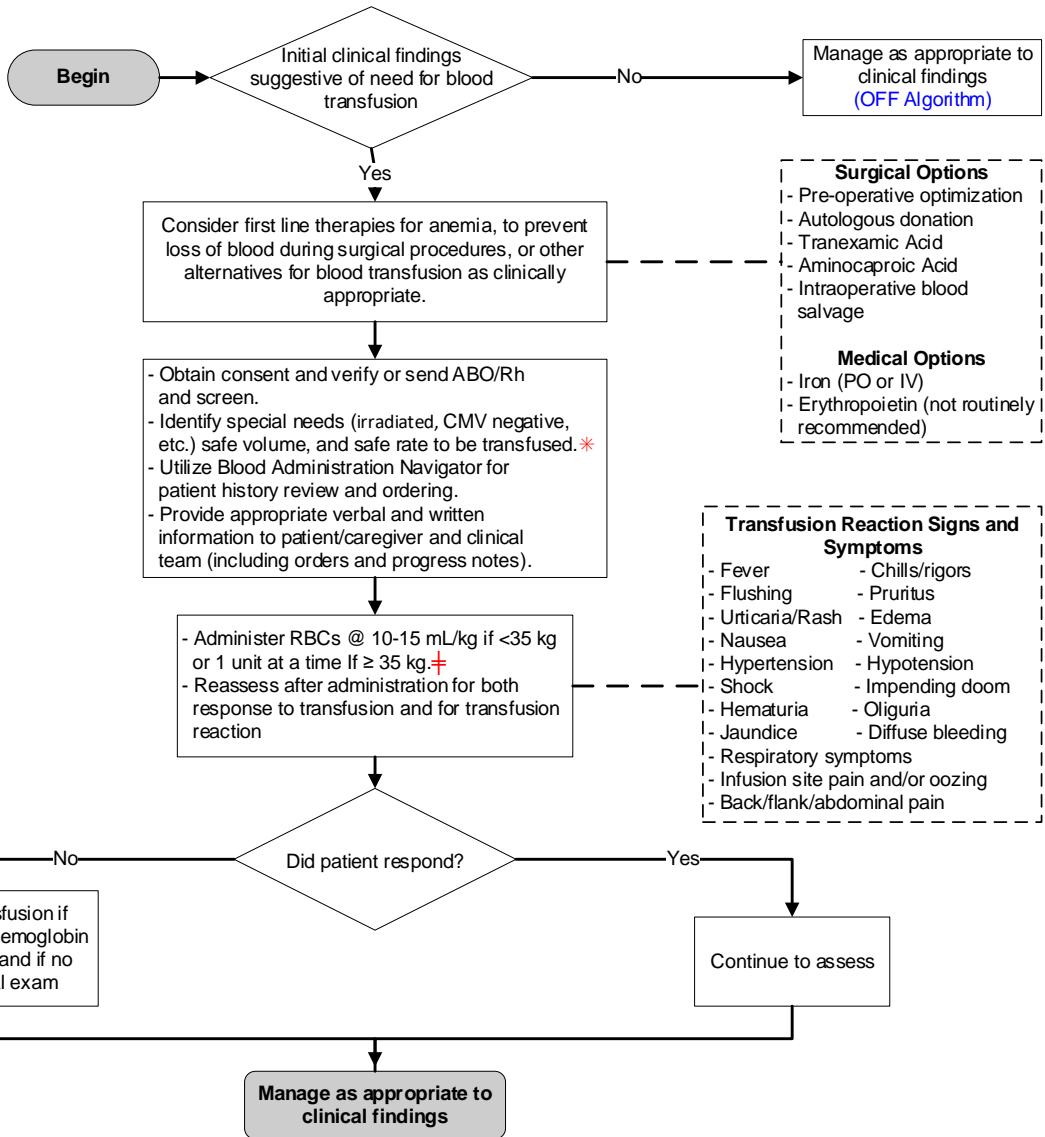 Begin
Initial clinical findings
suggestive of need for blood
transfusion
No
Manage as appropriate to
clinical findings
(OFF Algorithm)
Yes
Consider first line therapies for anemia, to prevent
loss of blood during surgical procedures, or other
alternatives for blood transfusion as clinically
appropriate.
Surgical Options
- Pre-operative optimization
- Autologous donation
- Tranexamic Acid
- Aminocaproic Acid
- Intraoperative blood
salvage
Medical Options
- Iron (PO or IV)
- Erythropoietin (not routinely
recommended)
- Obtain consent and verify or send ABO/Rh
and screen.
- Identify special needs (irradiated, CMV negative,
etc.) safe volume, and safe rate to be transfused.*
- Utilize Blood Administration Navigator for
patient history review and ordering.
- Provide appropriate verbal and written
information to patient/caregiver and clinical
team (including orders and progress notes).
- Administer RBCs @ 10-15 mL/kg if <35 kg
or 1 unit at a time If ≥ 35 kg.ǂ
- Reassess after administration for both
response to transfusion and for transfusion
reaction
Transfusion Reaction Signs and
Symptoms
- Fever - Chills/rigors
- Flushing - Pruritus
- Urticaria/Rash - Edema
- Nausea - Vomiting
- Hypertension - Hypotension
- Shock - Impending doom
- Hematuria - Oliguria
- Jaundice - Diffuse bleeding
- Respiratory symptoms
- Infusion site pain and/or oozing
- Back/flank/abdominal pain
Did patient respond?
No
Yes
if
and if no
exam
Continue to assess
Manage as appropriate to
clinical findings